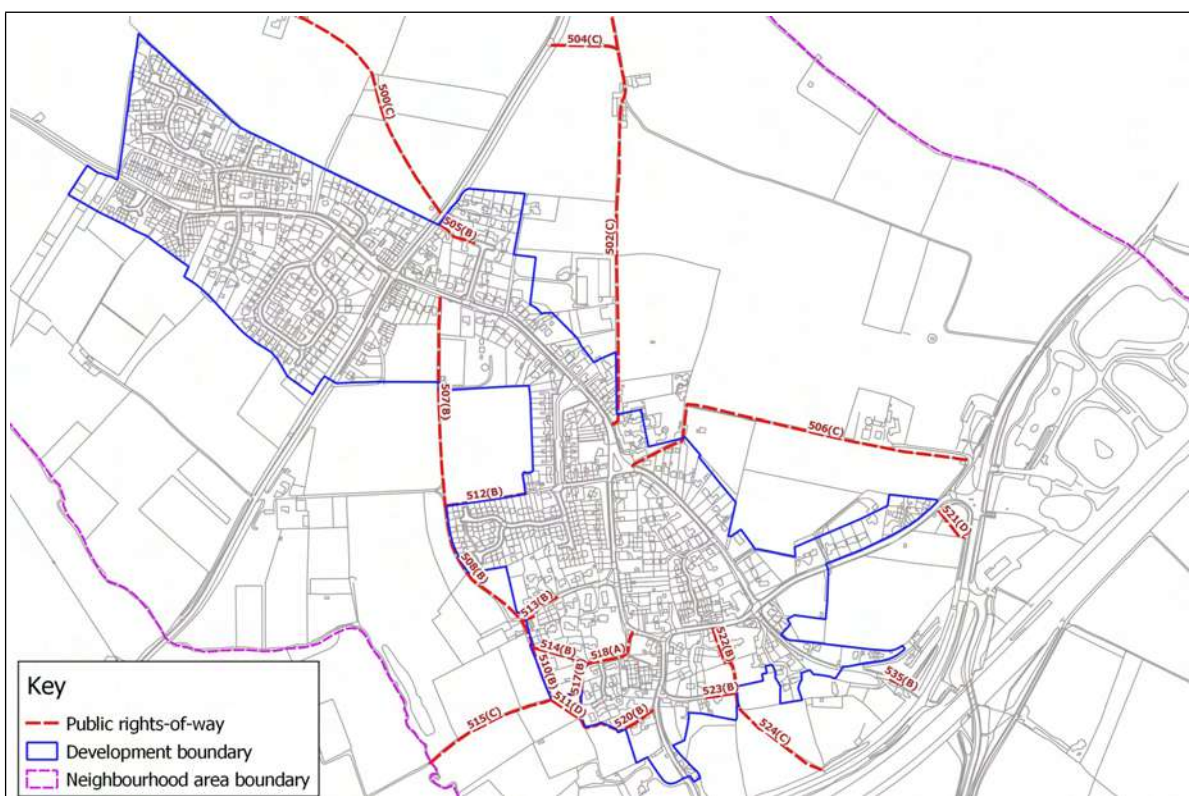 504(C)
500(C)
505(B)
502(C)
507(B)
506(C)
512(B)
521(D)
508(B)
513(B)
514(B)
518(A)
522(B)
510(B)
517(B)
535(B)
523(B)
511(D)
520(B)
515(C)
524(C)
Key
Public rights-of-way
Development boundary
Neighbourhood area boundary